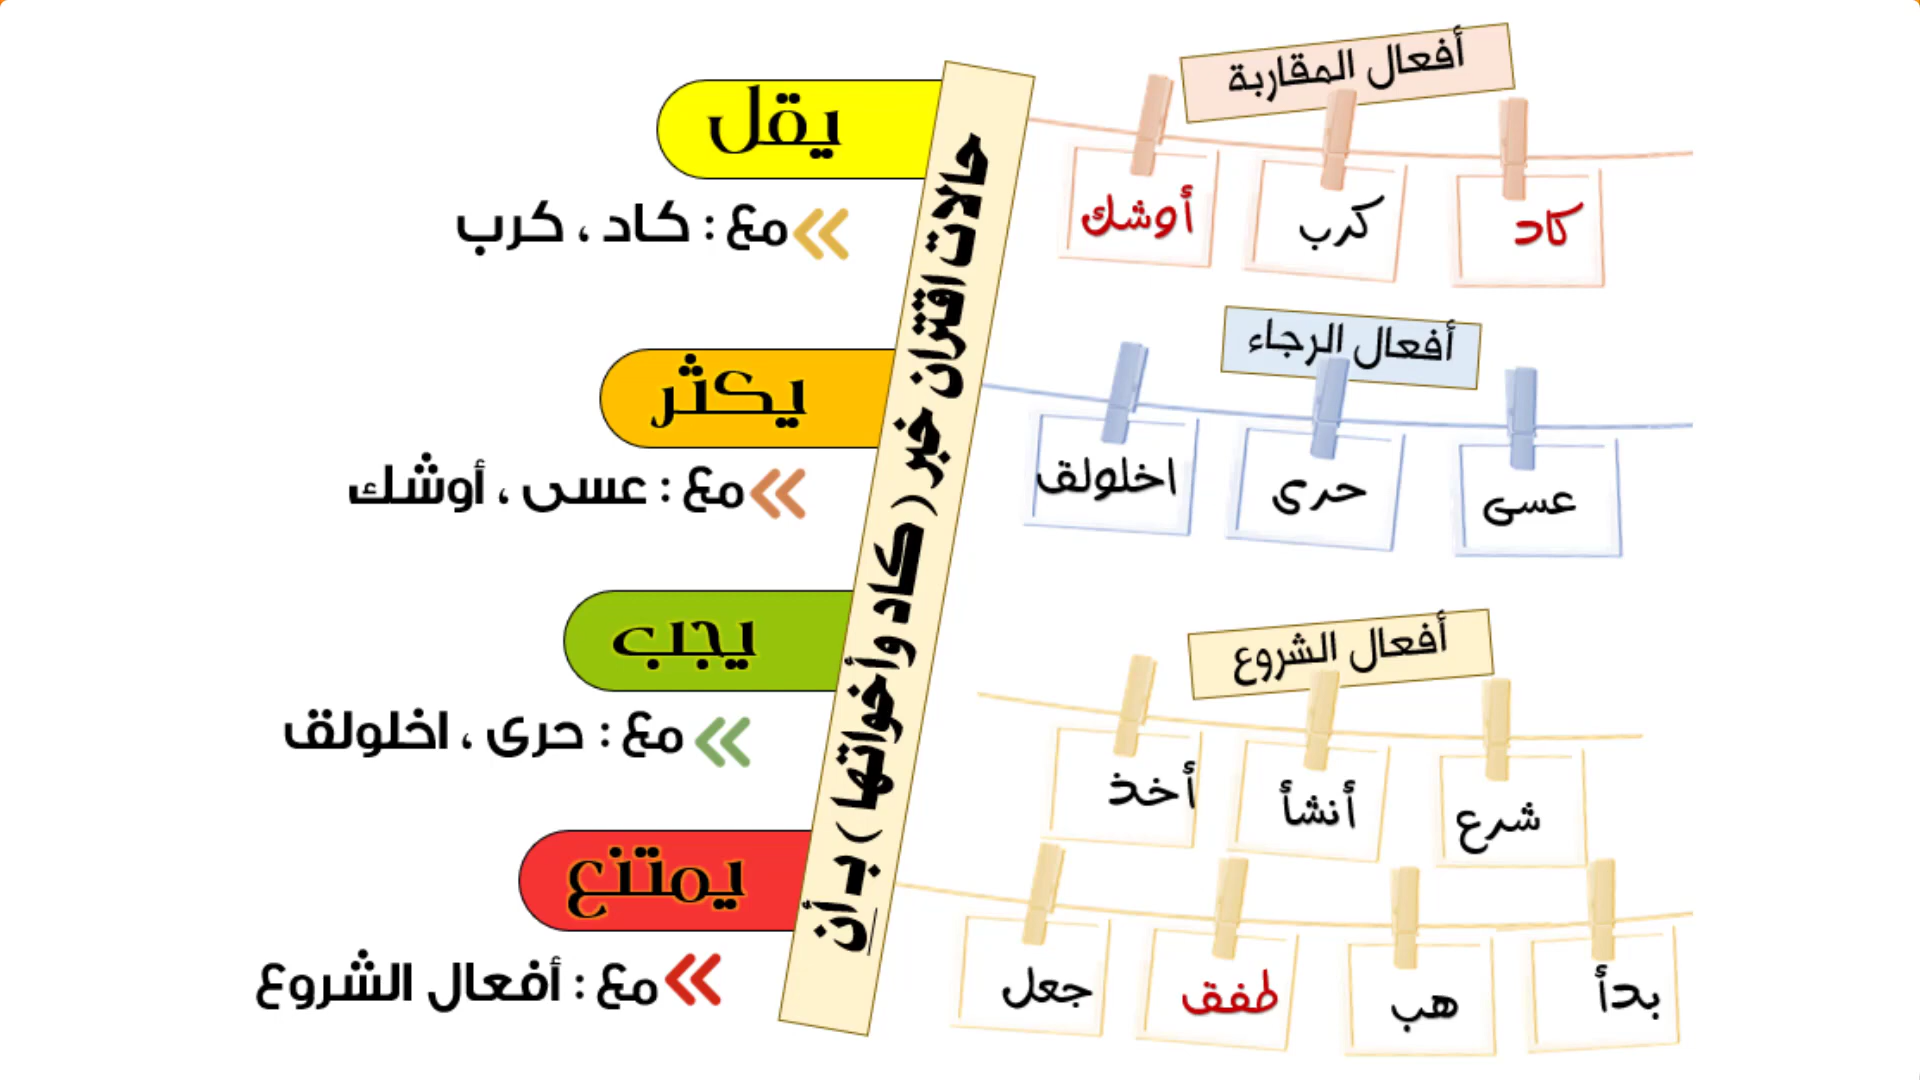 أفعال المقاربة
كاد
كرب
أوشك
أفعال الرجاء
عسى
حرى
اخلولق
أفعال الشروع
شرع
أنشأ
أخذ
بدأ
هب
طفق
جعل
حالات اقتران خبر (كاد وأخواتها) بـ أن
يقل
مع : كاد ، كرب
يكثر
مع : عسى ، أوشك
يجب
مع : حرى ، اخلولق
يمتنع
مع : أفعال الشروع